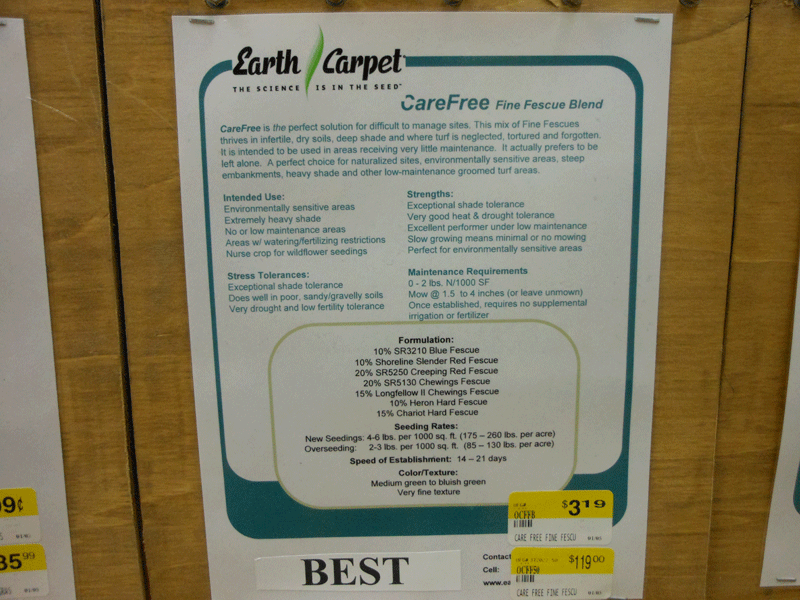 Earth Carpet
THE SCIENCE IS IN THE SEED
CareFree Fine Fescue Blend
CareFree is the perfect solution for difficult to manage sites. This mix of Fine Fescues
thrives in infertile, dry soils, deep shade and where turf is neglected, tortured and forgotten.
It is intended to be used in areas receiving very little maintenance. It actually prefers to be
left alone. A perfect choice for naturalized sites, environmentally sensitive areas, steep
embankments, heavy shade and other low-maintenance groomed turf areas.
Intended Use:
Environmentally sensitive areas
Extremely heavy shade
No or low maintenance areas
Areas w/ watering/fertilizing restrictions
Nurse crop for wildflower seedings
Strengths:
Exceptional shade tolerance
Very good heat & drought tolerance
Excellent performer under low maintenance
Slow growing means minimal or no mowing
Perfect for environmentally sensitive areas
Stress Tolerances:
Exceptional shade tolerance
Does well in poor, sandy/gravelly soils
Very drought and low fertility tolerance
Maintenance Requirements
0 - 2 lbs. N/1000 SF
Mow @ 1.5 to 4 inches (or leave unmown)
Once established, requires no supplemental
irrigation or fertilizer
Formulation:
10% SR3210 Blue Fescue
10% Shoreline Slender Red Fescue
20% SR5250 Creeping Red Fescue
20% SR5130 Chewings Fescue
15% Longfellow II Chewings Fescue
10% Heron Hard Fescue
15% Chariot Hard Fescue
Seeding Rates:
New Seedings: 4-6 lbs. per 1000 sq. ft. (175 – 260 lbs. per acre)
Overseeding: 2-3 lbs. per 1000 sq. ft. (85 – 130 lbs. per acre)
Speed of Establishment: 14 – 21 days
Color/Texture:
Medium green to bluish green
Very fine texture
BEST
Contact
Cell:
$3.19
OCFFB
CARE FREE FINE FESCU
$119.00
OCFF50
CARE FREE FINE FESCU
9¢
85.99